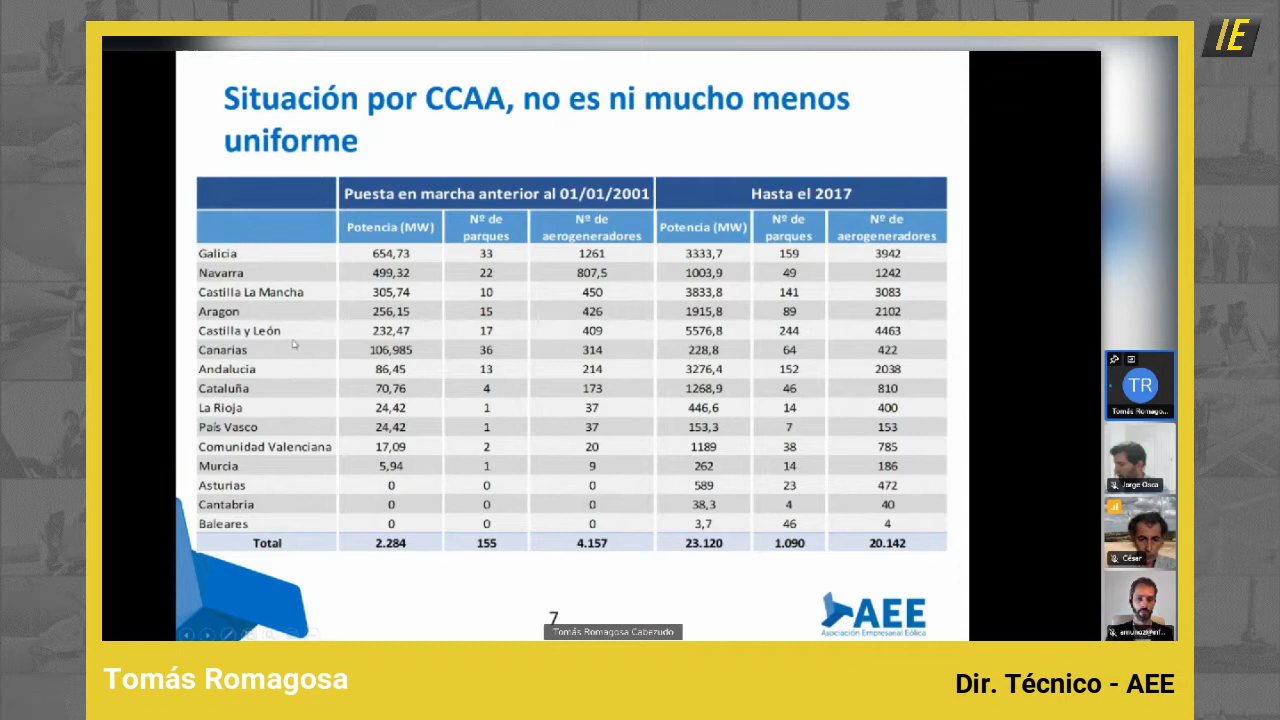 IE
Situación por CCAA, no es ni mucho menos
uniforme
Puesta en marcha anterior al 01/01/2001 Hasta el 2017
Potencia (MW) Nº de parques Nº de aerogeneradores Potencia (MW) Nº de parques Nº de aerogeneradores
Galicia 654,73 33 1261 3333,7 159 3942
Navarra 499,32 22 807,5 1003,9 49 1242
Castilla La Mancha 305,74 10 450 3833,8 141 3083
Aragon 256,15 15 426 1915,8 89 2102
Castilla y León 232,47 17 409 5576,8 244 4463
Canarias 106,985 36 314 228,8 64 422
Andalucia 86,45 13 214 3276,4 152 2038
Cataluña 70,76 4 173 1268,9 46 810
La Rioja 24,42 1 37 446,6 14 400
País Vasco 24,42 1 37 153,3 7 153
Comunidad Valenciana 17,09 2 20 1189 38 785
Murcia 5,94 1 9 262 14 186
Asturias 0 0 0 589 23 472
Cantabria 0 0 0 38,3 4 40
Baleares 0 0 0 3,7 46 4
Total 2.284 155 4.157 23.120 1.090 20.142
7
AEE
Asociación Empresarial Eólica
Tomás Romagosa Cabezudo
TR
Tomás Romago...
Jorge Osca
César
amunoz@inf...
Tomás Romagosa
Dir. Técnico - AEE